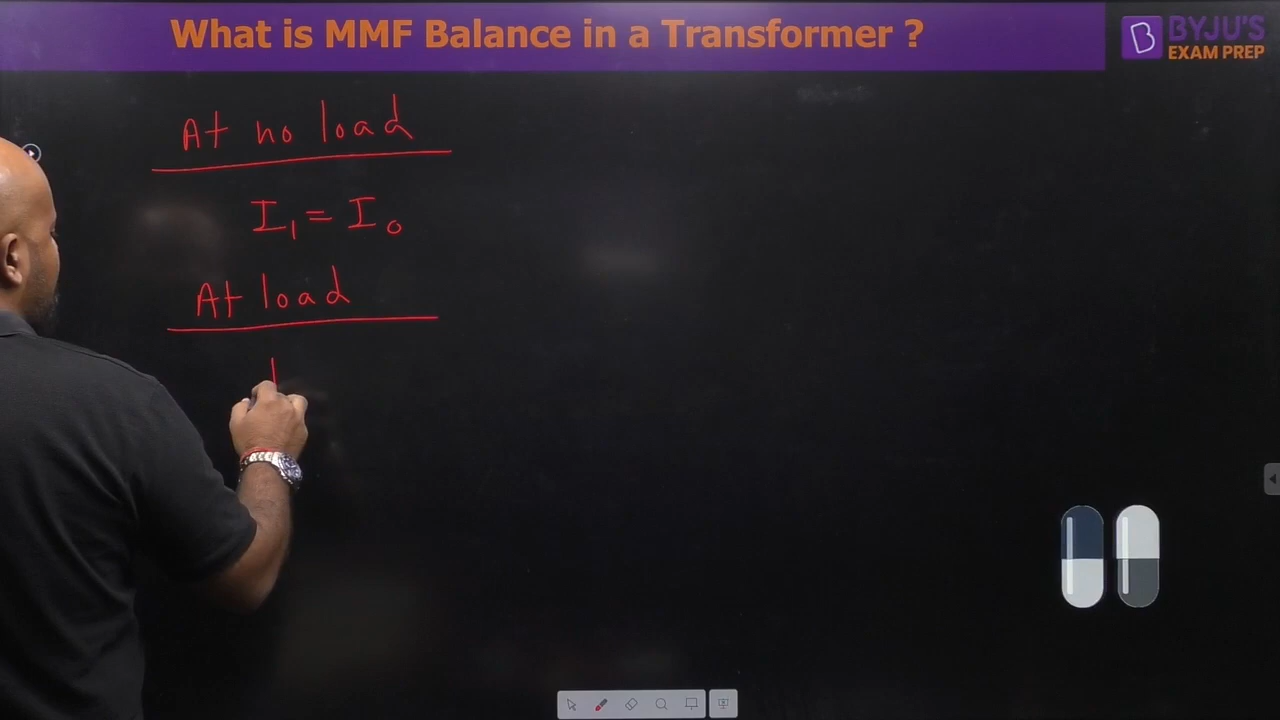 What is MMF Balance in a Transformer ?
BYJU'S
EXAM PREP
At no load
I₁ = I₀
At load